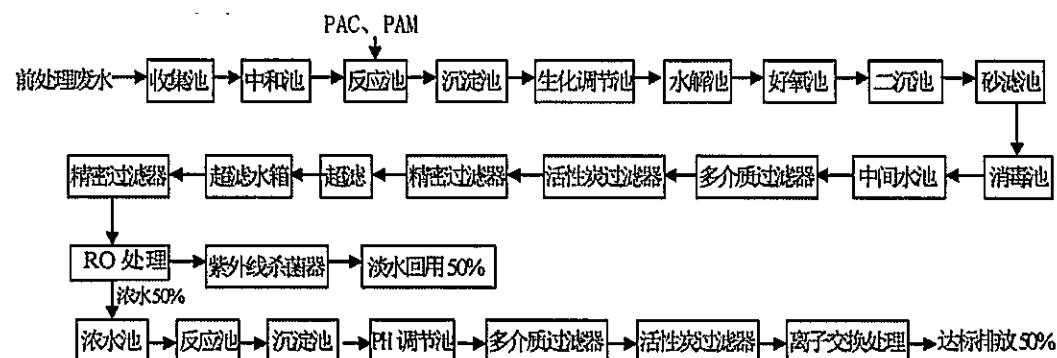 PAC、PAM
前处理废水 收集池 中和池 反应池 沉淀池 生化调节池 水解池 好氧池 二沉池 砂滤池
精密过滤器 超滤水箱 超滤 精密过滤器 活性炭过滤器 多介质过滤器 中间水池 消毒池
RO 处理 紫外线杀菌器 淡水回用50%
浓水50%
浓水池 反应池 沉淀池 PH 调节池 多介质过滤器 活性炭过滤器 离子交换处理 达标排放50%